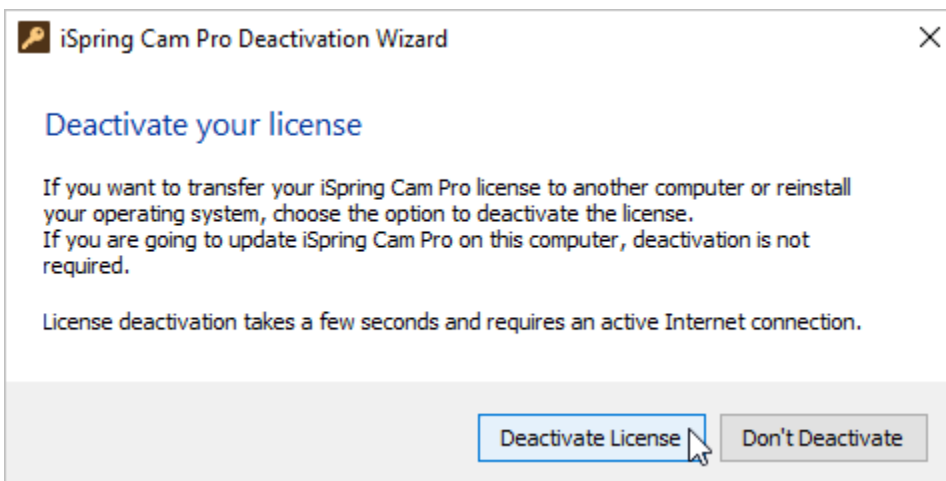 iSpring Cam Pro Deactivation Wizard
Deactivate your license
If you want to transfer your iSpring Cam Pro license to another computer or reinstall
your operating system, choose the option to deactivate the license.
If you are going to update iSpring Cam Pro on this computer, deactivation is not
required.
License deactivation takes a few seconds and requires an active Internet connection.
Deactivate License
Don't Deactivate